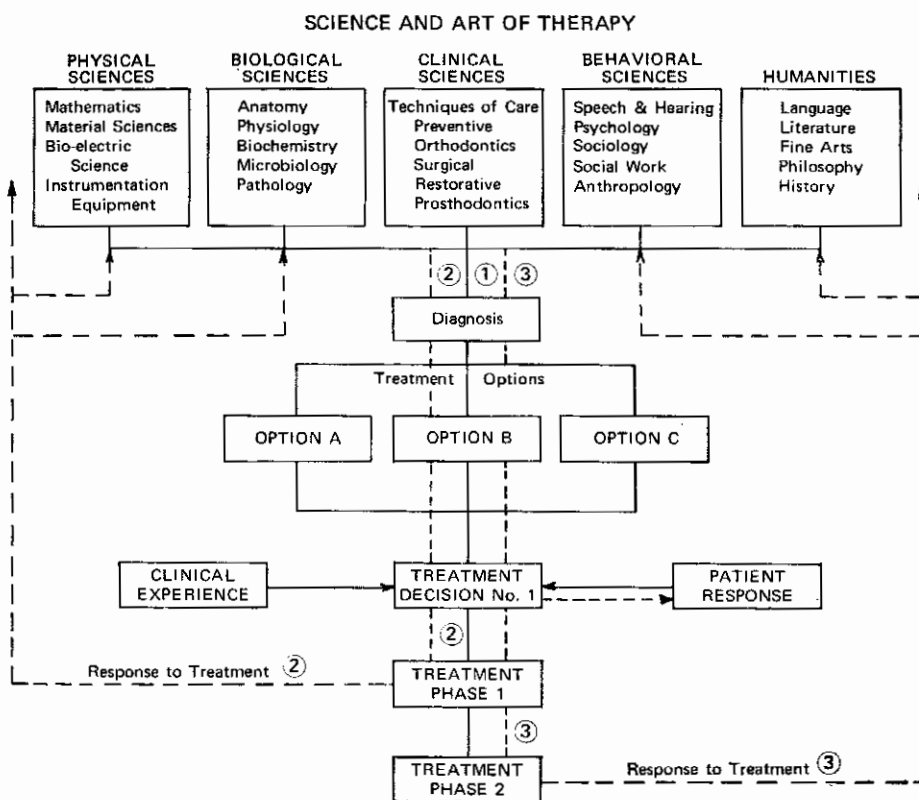 SCIENCE AND ART OF THERAPY
PHYSICAL
SCIENCES
Mathematics
Material Sciences
Bio-electric
Science
Instrumentation
Equipment
BIOLOGICAL
SCIENCES
Anatomy
Physiology
Biochemistry
Microbiology
Pathology
CLINICAL
SCIENCES
Techniques of Care
Preventive
Orthodontics
Surgical
Restorative
Prosthodontics
BEHAVIORAL
SCIENCES
Speech & Hearing
Psychology
Sociology
Social Work
Anthropology
HUMANITIES
Language
Literature
Fine Arts
Philosophy
History
② ① ③
Diagnosis
Treatment Options
OPTION A
OPTION B
OPTION C
CLINICAL
EXPERIENCE
TREATMENT
DECISION No. 1
PATIENT
RESPONSE
②
Response to Treatment ②
TREATMENT
PHASE 1
③
TREATMENT
PHASE 2
Response to Treatment ③